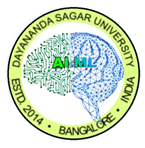 DAYANANDA SAGAR UNIVERSITY
AI-ML
ESTD. 2014 • BANGALORE • INDIA